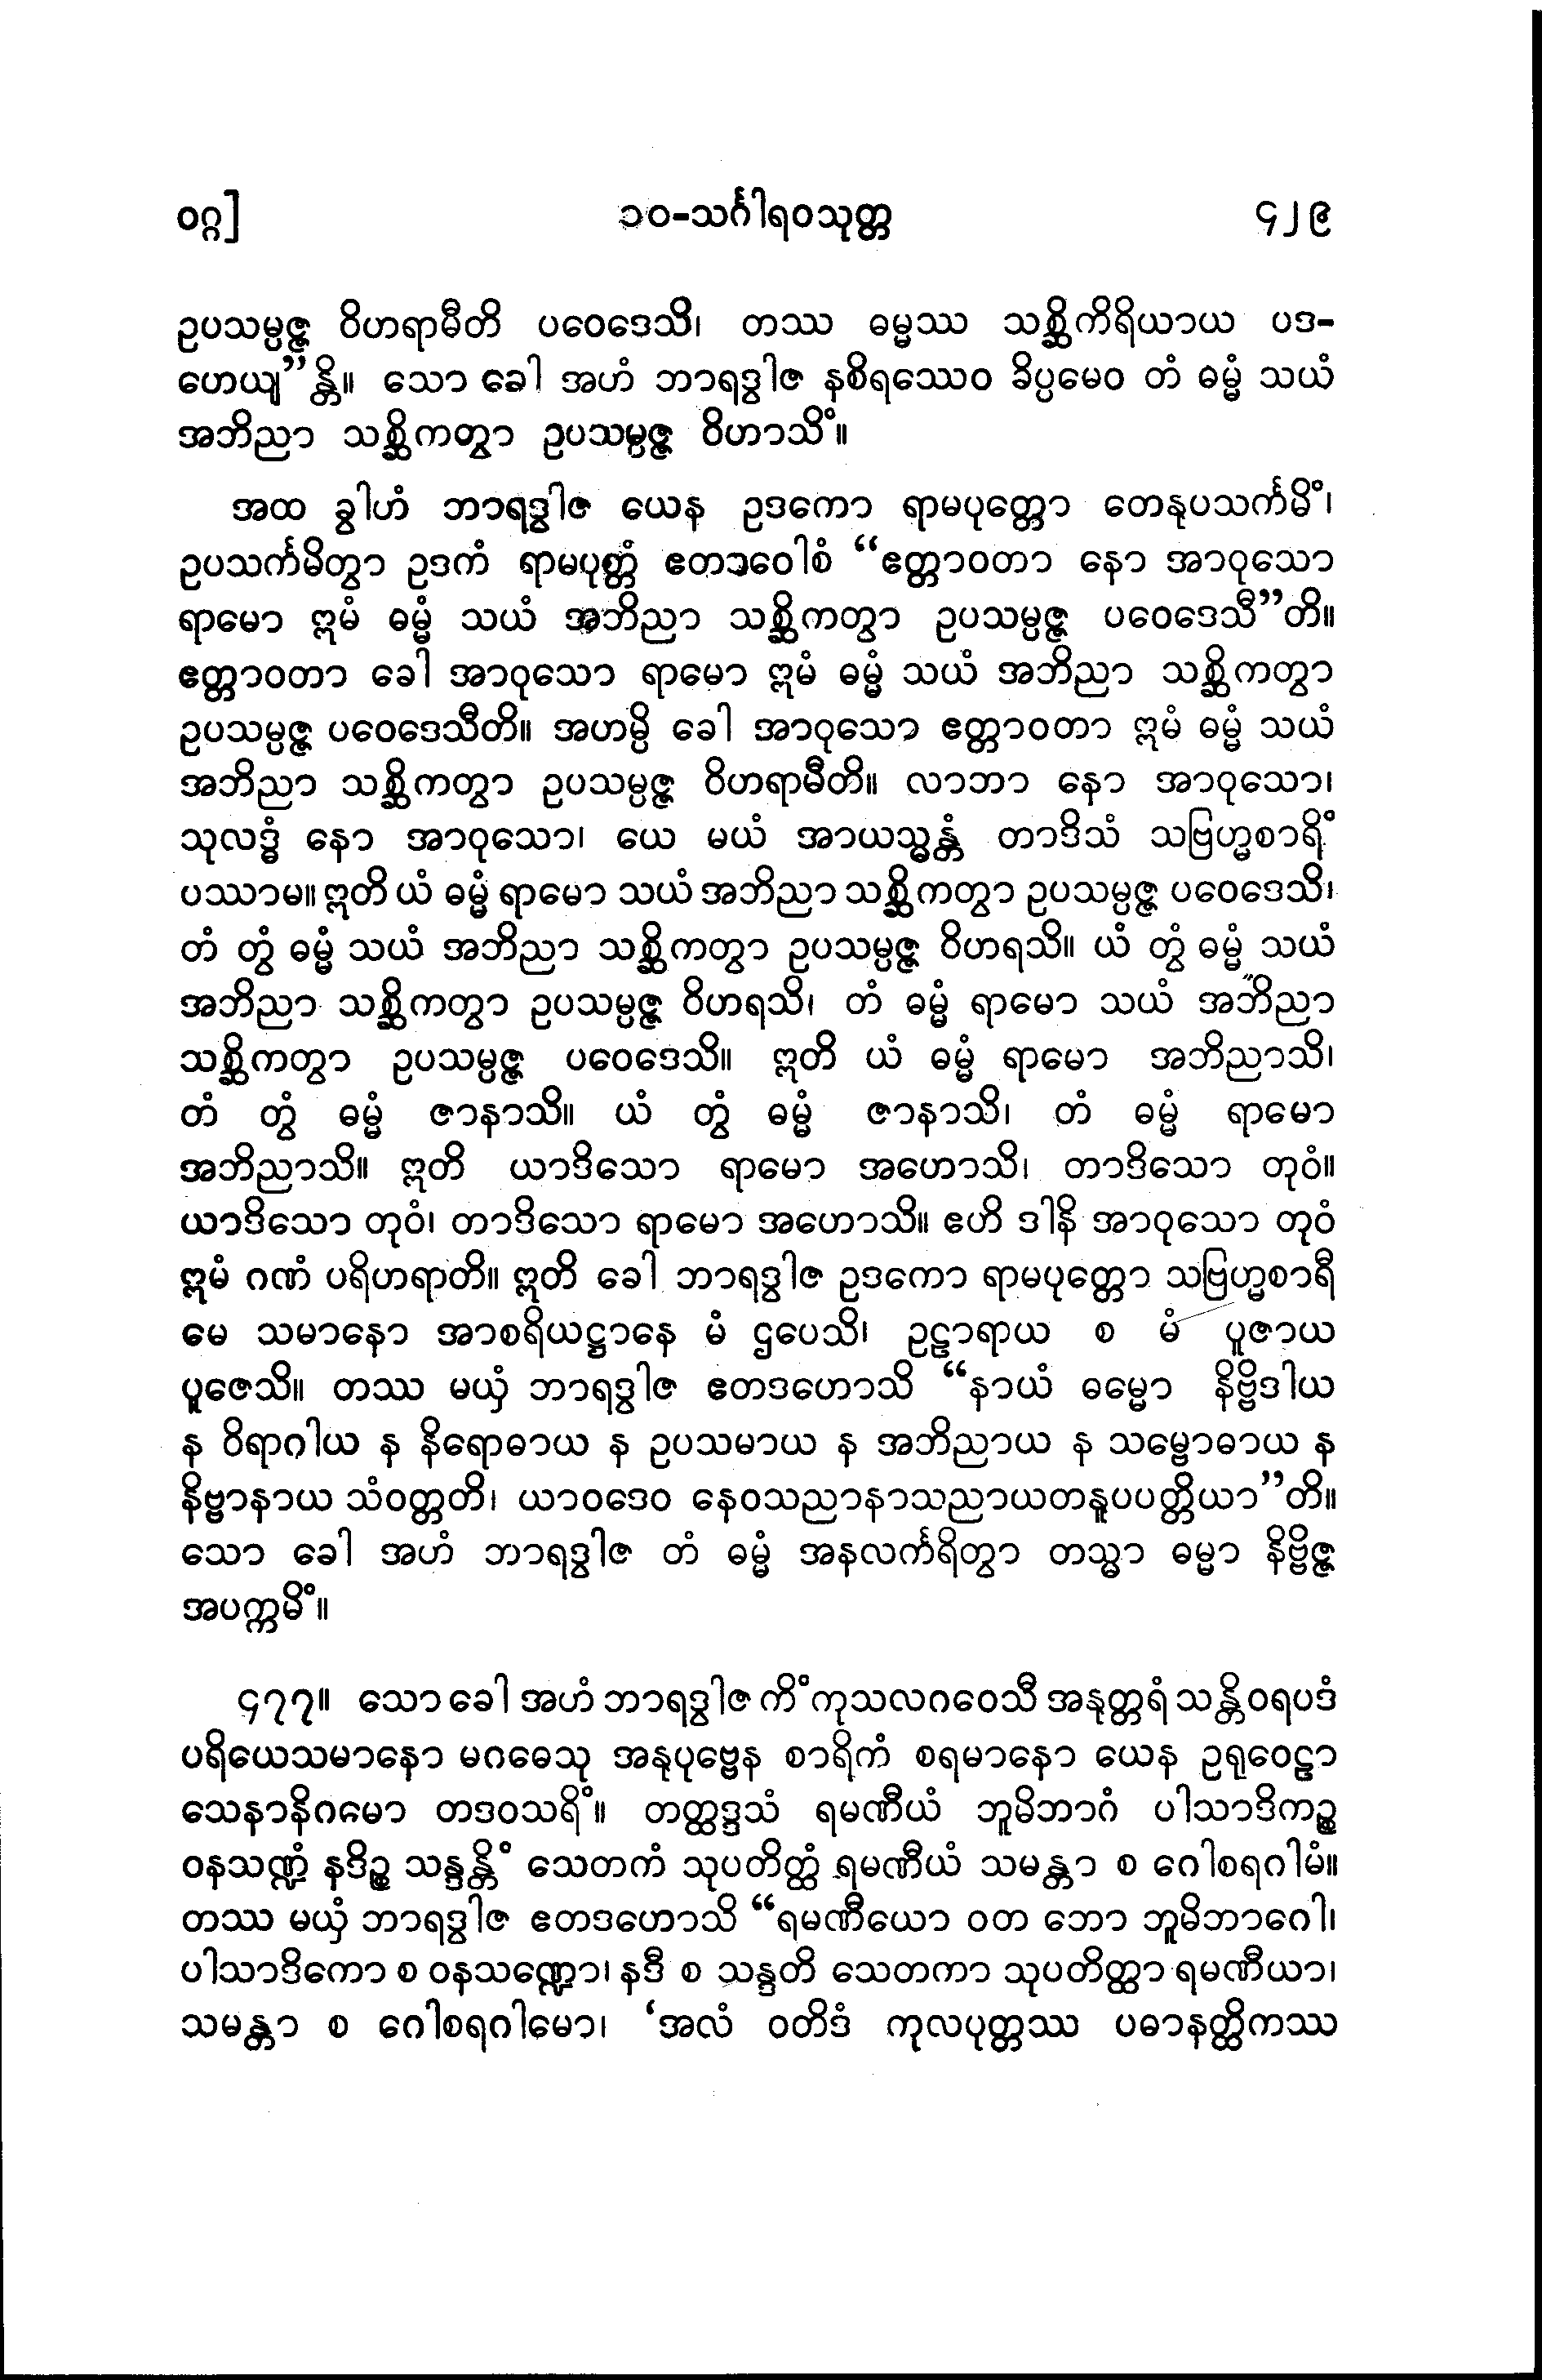 ဝဂ္ဂ]
၁၀-သင်္ဂါရဝသုတ္တ
၄၂၉
ဥပသမ္ပဇ္ဇ ဝိဟရာမီတိ ပဝေဒေသိ၊ တဿ ဓမ္မဿ သစ္ဆိကိရိယာယ ပဒ-
ဟေယျ”န္တိ။ သော ခေါ အဟံ ဘာရဒွါဇ နစိရဿေဝ ခိပ္ပမေဝ တံ ဓမ္မံ သယံ
အဘိညာ သစ္ဆိကတွာ ဥပသမ္ပဇ္ဇ ဝိဟာသိံ။
အထ ခွါဟံ ဘာရဒွါဇ ယေန ဥဒကော ရာမပုတ္တော တေနုပသင်္ကမိံ၊
ဥပသင်္ကမိတွာ ဥဒကံ ရာမပုတ္တံ ဧတဒဝေါစံ “ဧတ္တာဝတာ နော အာဝုသော
ရာမော ဣမံ ဓမ္မံ သယံ အဘိညာ သစ္ဆိကတွာ ဥပသမ္ပဇ္ဇ ပဝေဒေသီ”တိ။
ဧတ္တာဝတာ ခေါ အာဝုသော ရာမော ဣမံ ဓမ္မံ သယံ အဘိညာ သစ္ဆိကတွာ
ဥပသမ္ပဇ္ဇ ပဝေဒေသီတိ။ အဟမ္ပိ ခေါ အာဝုသော ဧတ္တာဝတာ ဣမံ ဓမ္မံ သယံ
အဘိညာ သစ္ဆိကတွာ ဥပသမ္ပဇ္ဇ ဝိဟရာမီတိ။ လာဘာ နော အာဝုသော၊
သုလဒ္ဓံ နော အာဝုသော၊ ယေ မယံ အာယသ္မန္တံ တာဒိသံ သဗြဟ္မစာရိံ
ပဿာမ။ ဣတိ ယံ ဓမ္မံ ရာမော သယံ အဘိညာ သစ္ဆိကတွာ ဥပသမ္ပဇ္ဇ ပဝေဒေသိ၊
တံ တွံ ဓမ္မံ သယံ အဘိညာ သစ္ဆိကတွာ ဥပသမ္ပဇ္ဇ ဝိဟရသိ။ ယံ တွံ ဓမ္မံ သယံ
အဘိညာ သစ္ဆိကတွာ ဥပသမ္ပဇ္ဇ ဝိဟရသိ၊ တံ ဓမ္မံ ရာမော သယံ အဘိညာ
သစ္ဆိကတွာ ဥပသမ္ပဇ္ဇ ပဝေဒေသိ။ ဣတိ ယံ ဓမ္မံ ရာမော အဘိညာသိ၊
တံ တွံ ဓမ္မံ ဇာနာသိ။ ယံ တွံ ဓမ္မံ ဇာနာသိ၊ တံ ဓမ္မံ ရာမော
အဘိညာသိ။ ဣတိ ယာဒိသော ရာမော အဟောသိ၊ တာဒိသော တုဝံ။
ယာဒိသော တုဝံ၊ တာဒိသော ရာမော အဟောသိ။ ဧဟိ ဒါနိ အာဝုသော တုဝံ
ဣမံ ဂဏံ ပရိဟရာတိ။ ဣတိ ခေါ ဘာရဒွါဇ ဥဒကော ရာမပုတ္တော သဗြဟ္မစာရီ
မေ သမာနော အာစရိယဋ္ဌာနေ မံ ဌပေသိ၊ ဥဠာရာယ စ မံ ပူဇာယ
ပူဇေသိ။ တဿ မယှံ ဘာရဒွါဇ ဧတဒဟောသိ “နာယံ ဓမ္မော နိဗ္ဗိဒါယ
န ဝိရာဂါယ န နိရောဓာယ န ဥပသမာယ န အဘိညာယ န သမ္ဗောဓာယ န
နိဗ္ဗာနာယ သံဝတ္တတိ၊ ယာဝဒေဝ နေဝသညာနာသညာယတနူပပတ္တိယာ”တိ။
သော ခေါ အဟံ ဘာရဒွါဇ တံ ဓမ္မံ အနလင်္ကရိတွာ တသ္မာ ဓမ္မာ နိဗ္ဗိဇ္ဇ
အပက္ကမိံ။
၄၇၇။ သော ခေါ အဟံ ဘာရဒွါဇ ကိံကုသလဂဝေသီ အနုတ္တရံ သန္တိဝရပဒံ
ပရိယေသမာနော မဂဓေသု အနုပုဗ္ဗေန စာရိကံ စရမာနော ယေန ဥရုဝေဠာ
သေနာနိဂမော တဒဝသရိံ။ တတ္ထဒ္ဒသံ ရမဏီယံ ဘူမိဘာဂံ ပါသာဒိကဉ္စ
ဝနသဏ္ဍံ နဒိဉ္စ သန္ဒန္တိံ သေတကံ သုပတိတ္ထံ ရမဏီယံ သမန္တာ စ ဂေါစရဂါမံ။
တဿ မယှံ ဘာရဒွါဇ ဧတဒဟောသိ “ရမဏီယော ဝတ ဘော ဘူမိဘာဂေါ၊
ပါသာဒိကော စ ဝနသဏ္ဍော၊ နဒီ စ သန္ဒတိ သေတကာ သုပတိတ္ထာ ရမဏီယာ၊
သမန္တာ စ ဂေါစရဂါမော၊ ‘အလံ ဝတိဒံ ကုလပုတ္တဿ ပဓာနတ္ထိကဿ